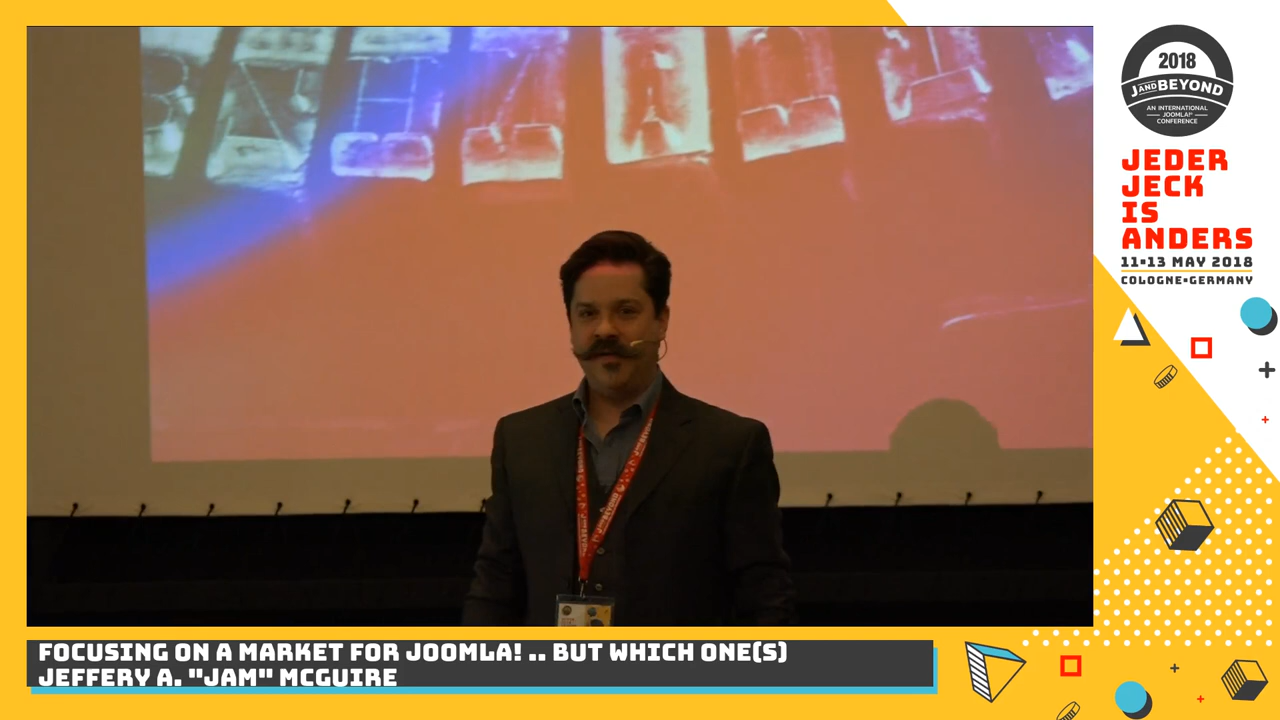 2018
J AND BEYOND
AN INTERNATIONAL
JOOMLA!®
CONFERENCE
JEDER
JECK
IS
ANDERS
11-13 MAY 2018
COLOGNE•GERMANY
FOCUSING ON A MARKET FOR JOOMLA! .. BUT WHICH ONE(S)
JEFFERY A. "JAM" MCGUIRE